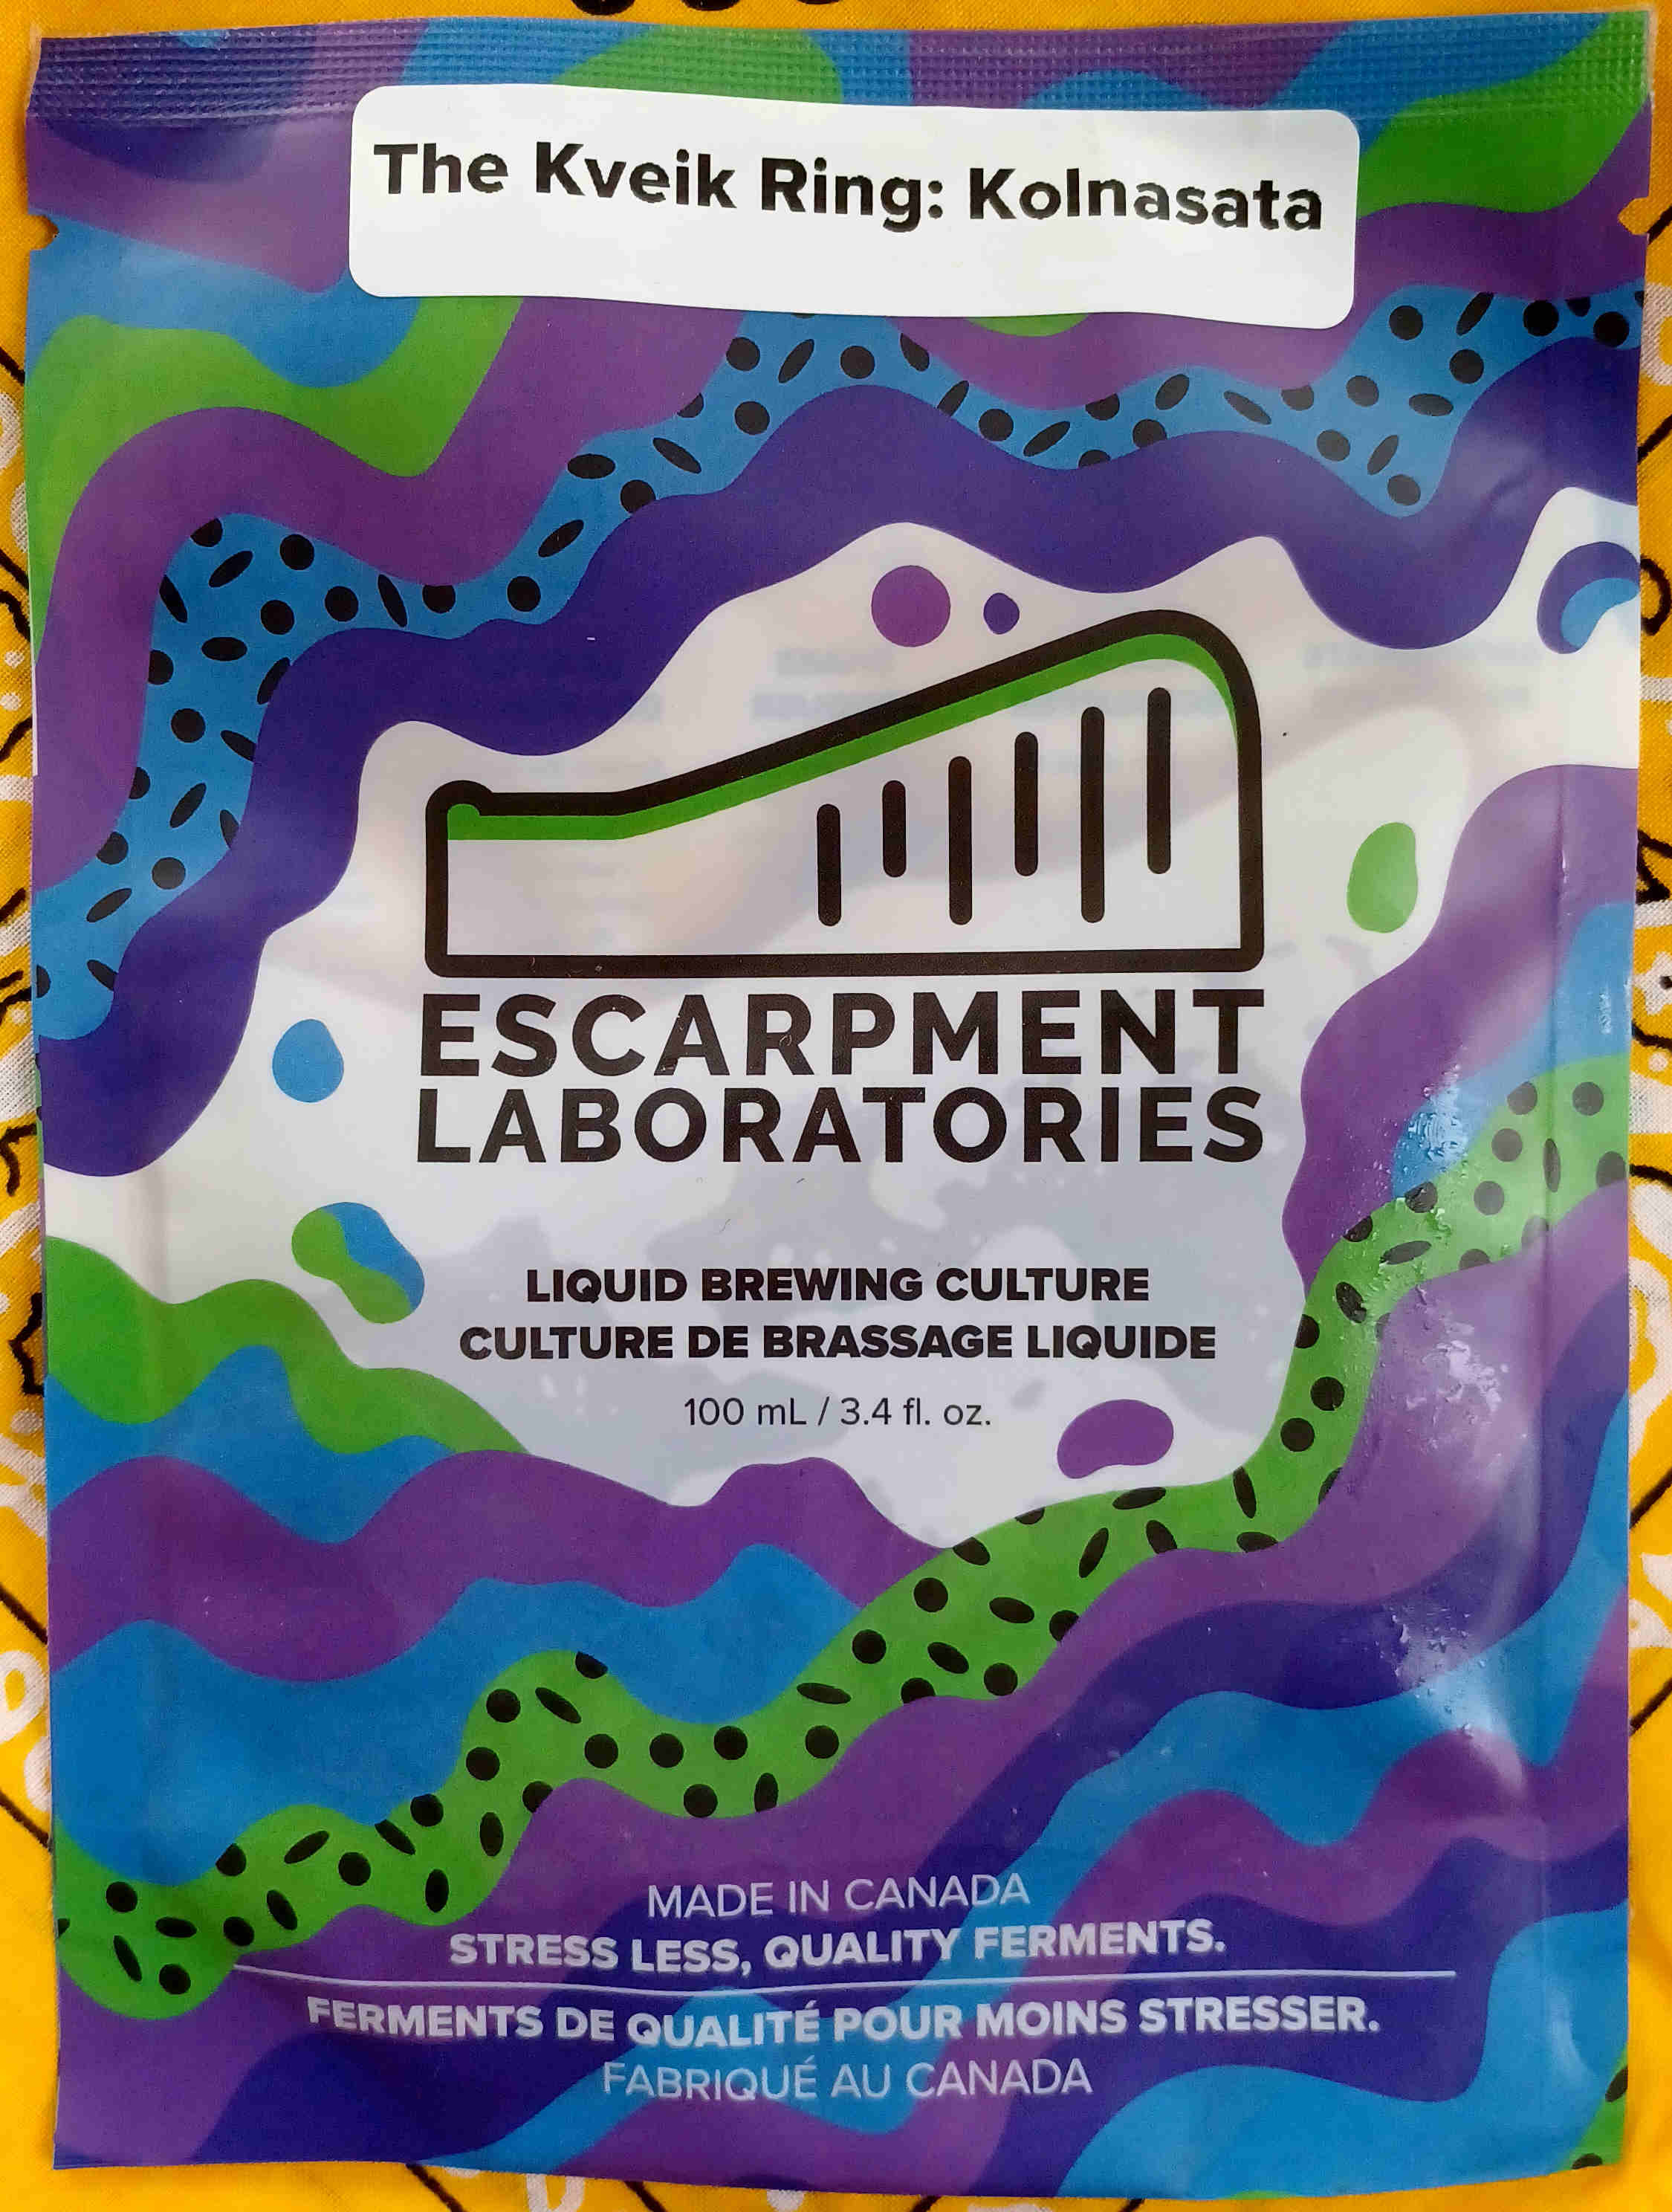 The Kveik Ring: Kolnasata
ESCARPMENT
LABORATORIES
LIQUID BREWING CULTURE
CULTURE DE BRASSAGE LIQUIDE
100 mL / 3.4 fl. oz.
MADE IN CANADA
STRESS LESS, QUALITY FERMENTS.
FERMENTS DE QUALITÉ POUR MOINS STRESSER.
FABRIQUÉ AU CANADA